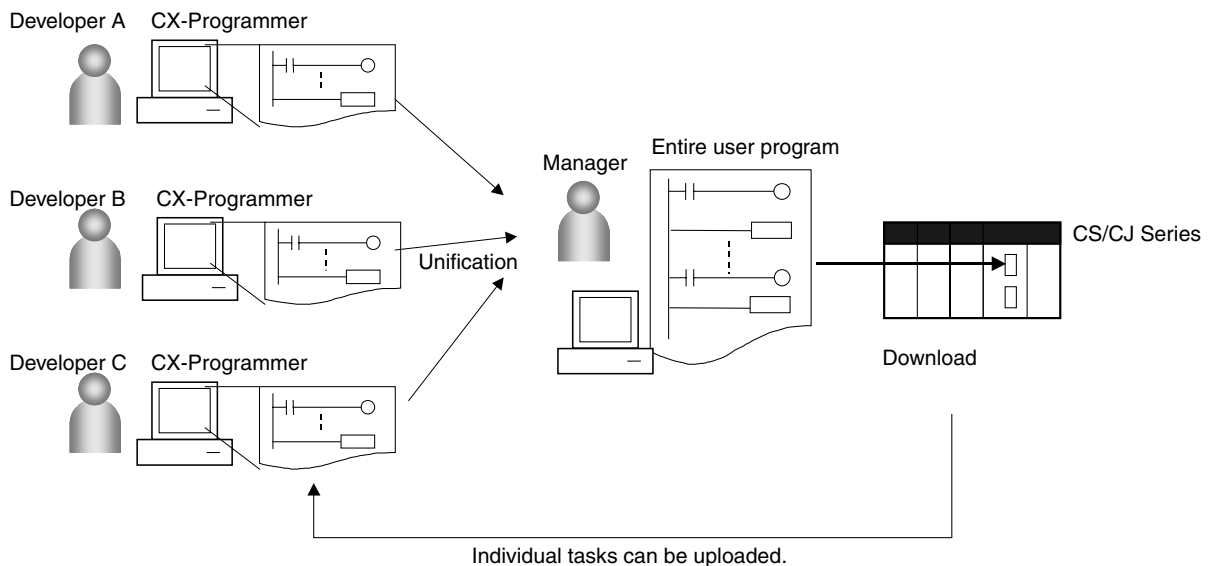 Developer A
CX-Programmer
Developer B
CX-Programmer
Developer C
CX-Programmer
Unification
Manager
Entire user program
CS/CJ Series
Download
Individual tasks can be uploaded.